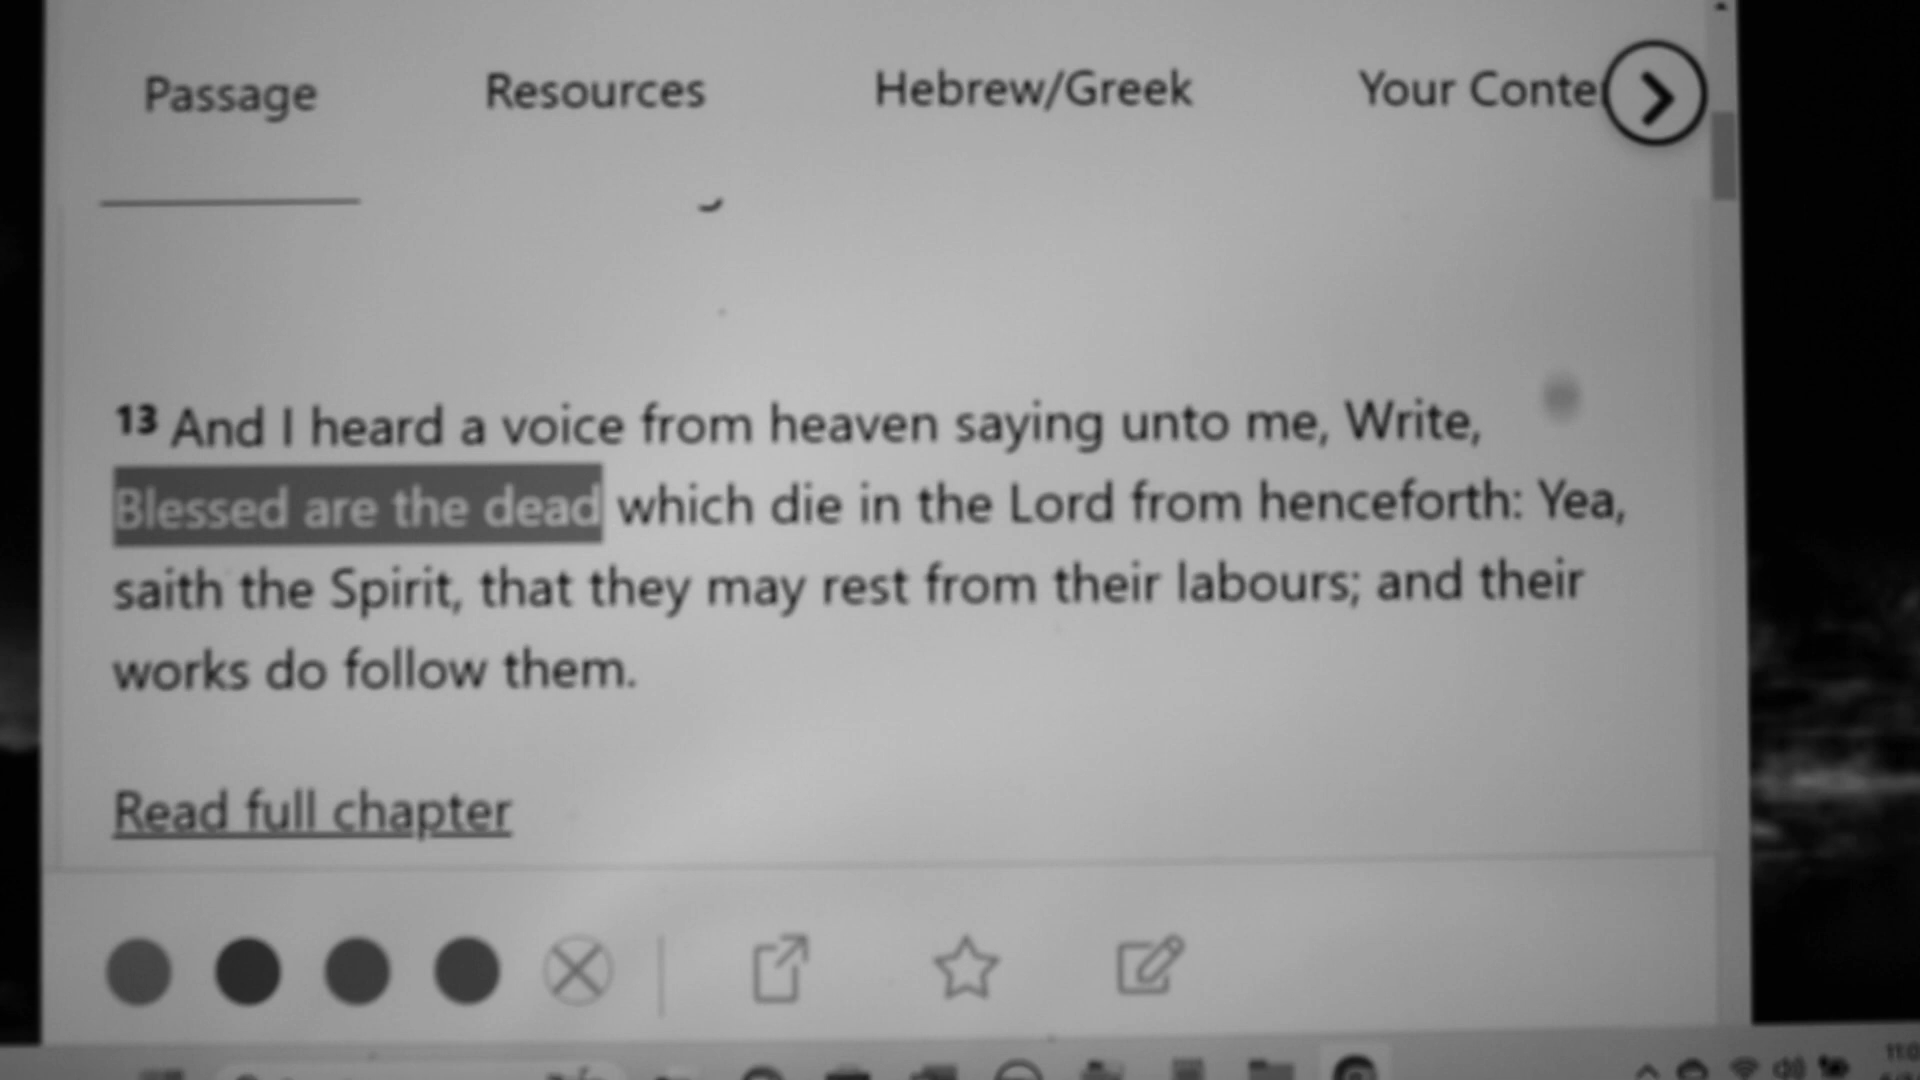 Passage Resources Hebrew/Greek Your Conte
13 And I heard a voice from heaven saying unto me, Write,
Blessed are the dead which die in the Lord from henceforth: Yea,
saith the Spirit, that they may rest from their labours; and their
works do follow them.
Read full chapter